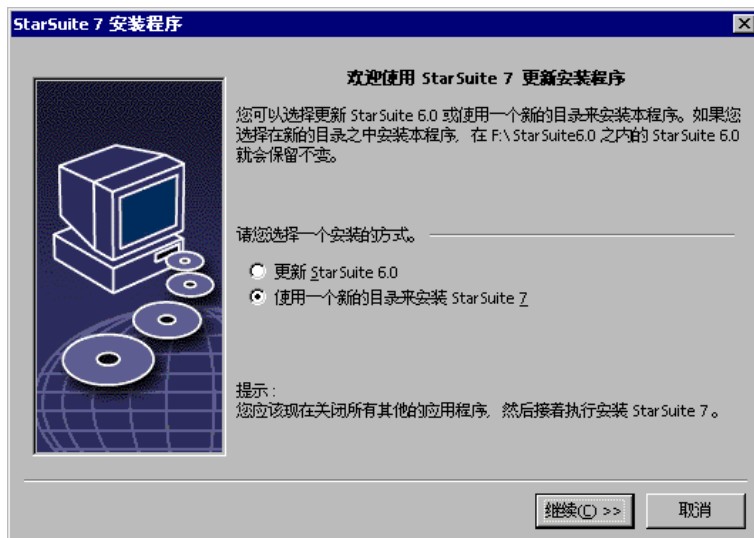 StarSuite 7 安装程序
欢迎使用 StarSuite 7 更新安装程序
您可以选择更新 StarSuite 6.0 或使用一个新的目录来安装本程序。如果您
选择在新的目录之中安装本程序, 在 F:\StarSuite6.0 之内的 StarSuite 6.0
就会保留不变。
请您选择一个安装的方式。
更新 StarSuite 6.0
使用一个新的目录来安装 StarSuite 7
提示：
您应该现在关闭所有其他的应用程序, 然后接着执行安装 StarSuite 7。
继续(C) >>
取消